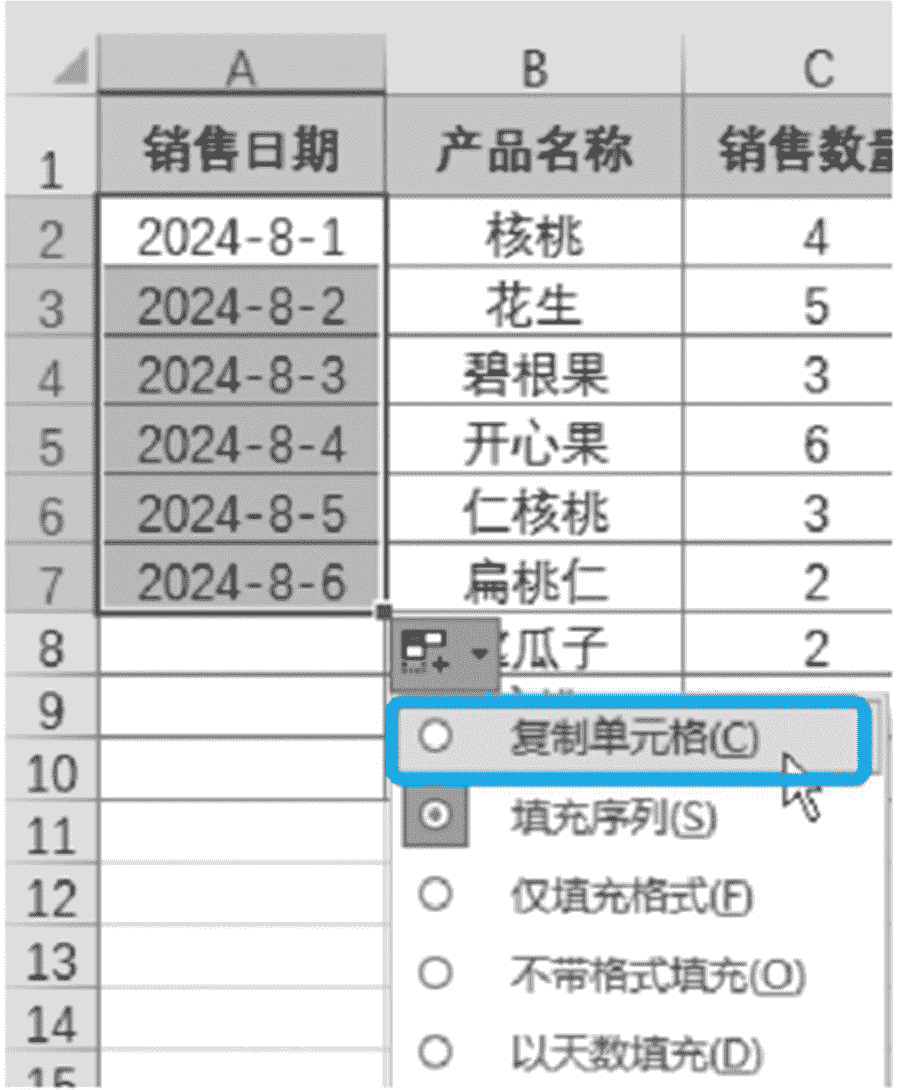 A B C
1 销售日期 产品名称 销售数
2 2024-8-1 核桃 4
3 2024-8-2 花生 5
4 2024-8-3 碧根果 3
5 2024-8-4 开心果 6
6 2024-8-5 仁核桃 3
7 2024-8-6 扁桃仁 2
8 瓜子 2
9
10
11
12
13
14
15
复制单元格(C)
填充序列(S)
仅填充格式(F)
不带格式填充(O)
以天数填充(D)